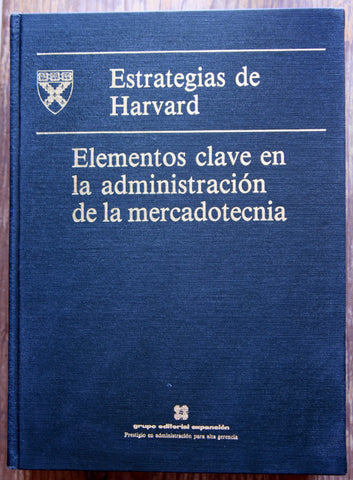 Estrategias de
Harvard
Elementos clave en
la administración
de la mercadotecnia
grupo editorial expansión
Prestigio en administración para alta gerencia